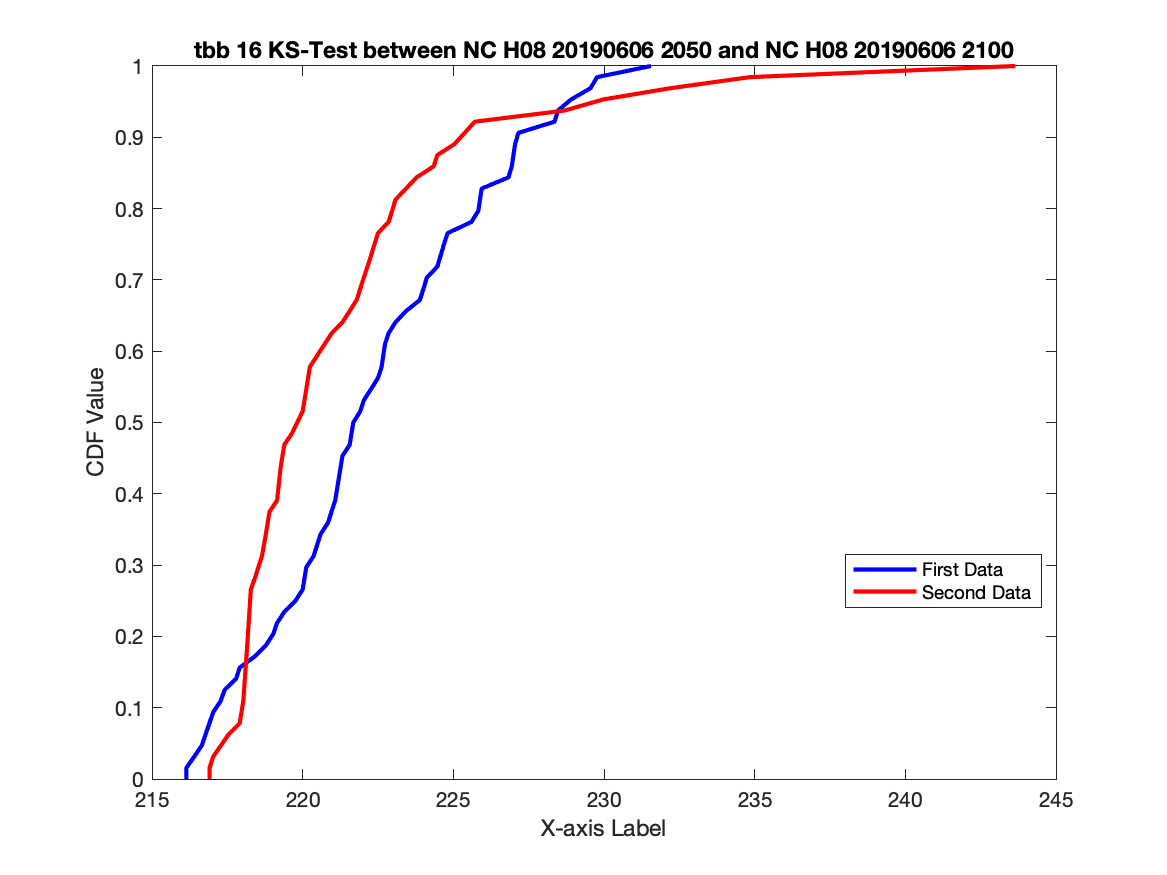 tbb 16 KS-Test between NC H08 20190606 2050 and NC H08 20190606 2100
1
0.9
0.8
0.7
0.6
0.5
0.4
0.3
0.2
0.1
0
CDF Value
First Data
Second Data
215 220 225 230 235 240 245
X-axis Label